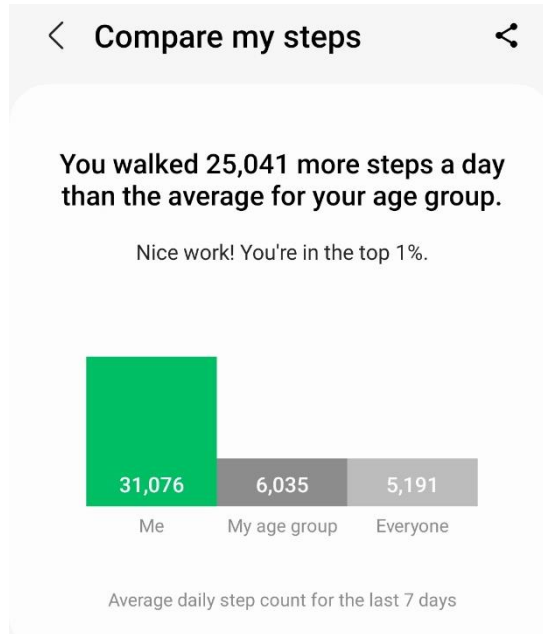 Compare my steps
You walked 25,041 more steps a day
than the average for your age group.
Nice work! You're in the top 1%.
31,076 6,035 5,191
Me My age group Everyone
Average daily step count for the last 7 days